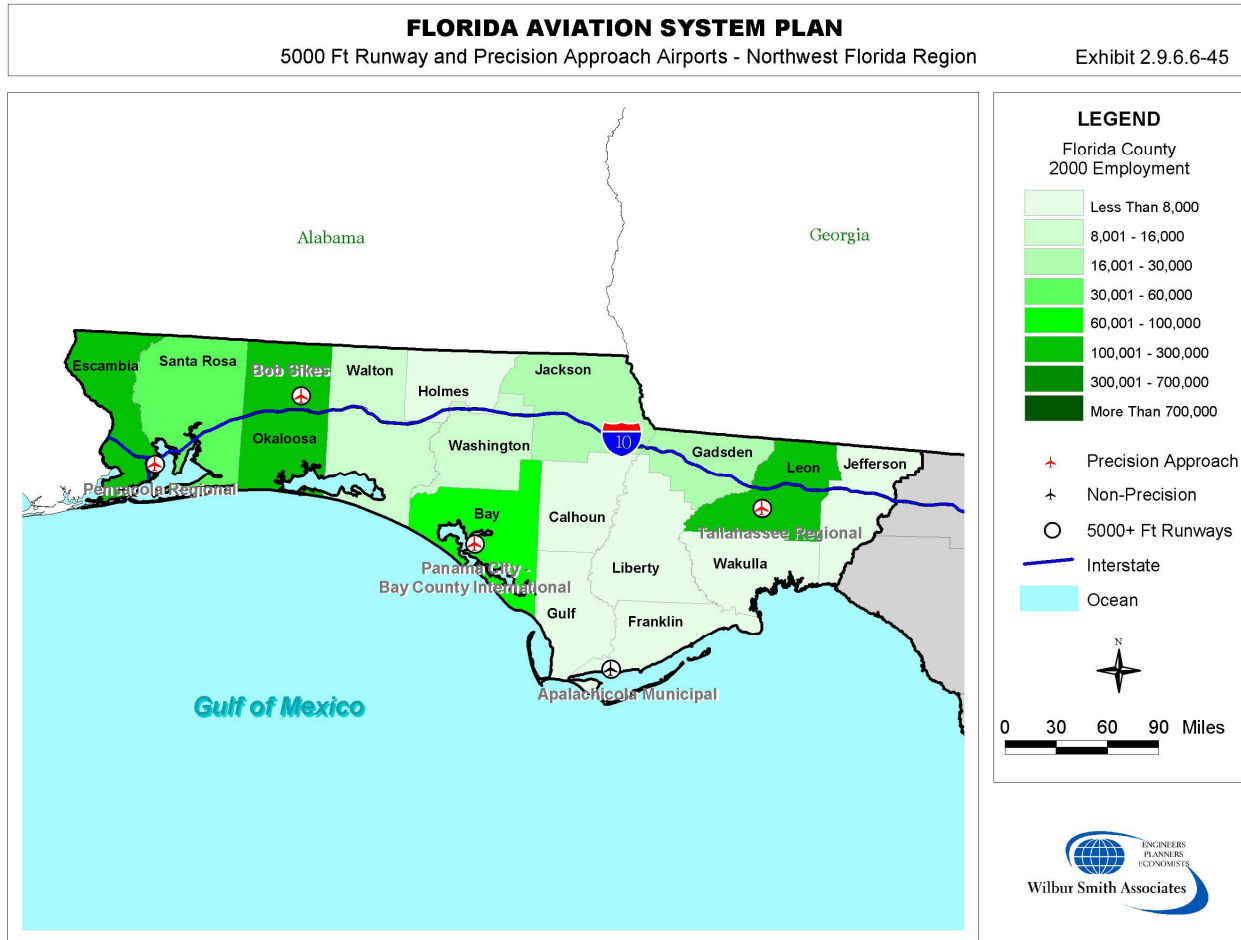 FLORIDA AVIATION SYSTEM PLAN
5000 Ft Runway and Precision Approach Airports - Northwest Florida Region
Exhibit 2.9.6.6-45
Alabama
Georgia
Escambia
Santa Rosa
Bob Sikes
Walton
Holmes
Jackson
Okaloosa
Washington
10
Gadsden
Leon
Jefferson
Pensacola Regional
Bay
Calhoun
Tallahassee Regional
Panama City -
Bay County International
Liberty
Wakulla
Gulf
Franklin
Apalachicola Municipal
Gulf of Mexico
LEGEND
Florida County
2000 Employment
Less Than 8,000
8,001 - 16,000
16,001 - 30,000
30,001 - 60,000
60,001 - 100,000
100,001 - 300,000
300,001 - 700,000
More Than 700,000
Precision Approach
Non-Precision
5000+ Ft Runways
Interstate
Ocean
N
0 30 60 90 Miles
ENGINEERS
PLANNERS
ECONOMISTS
Wilbur Smith Associates